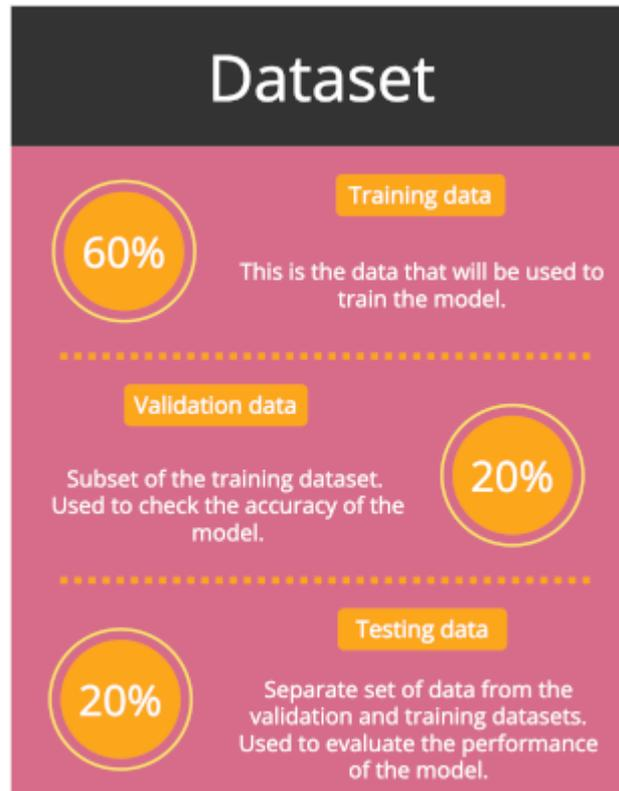 Dataset
60%
Training data
This is the data that will be used to
train the model.
Validation data
Subset of the training dataset.
Used to check the accuracy of the
model.
20%
20%
Testing data
Separate set of data from the
validation and training datasets.
Used to evaluate the performance
of the model.